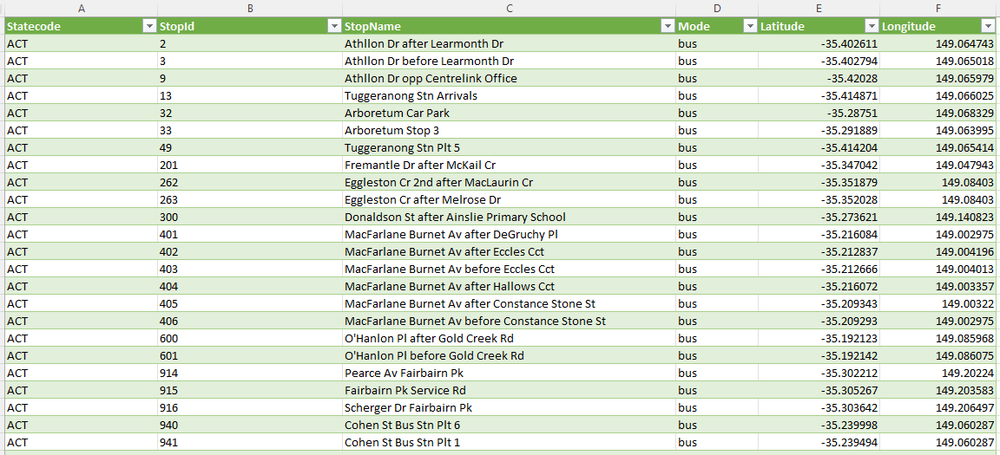 A B C D E F
Statecode StopId StopName Mode Latitude Longitude
ACT 2 Athllon Dr after Learmonth Dr bus -35.402611 149.064743
ACT 3 Athllon Dr before Learmonth Dr bus -35.402794 149.065018
ACT 9 Athllon Dr opp Centrelink Office bus -35.42028 149.065979
ACT 13 Tuggeranong Stn Arrivals bus -35.414871 149.066025
ACT 32 Arboretum Car Park bus -35.28751 149.068329
ACT 33 Arboretum Stop 3 bus -35.291889 149.063995
ACT 49 Tuggeranong Stn Plt 5 bus -35.414204 149.065414
ACT 201 Fremantle Dr after McKail Cr bus -35.347042 149.047943
ACT 262 Eggleston Cr 2nd after MacLaurin Cr bus -35.351879 149.08403
ACT 263 Eggleston Cr after Melrose Dr bus -35.352028 149.08403
ACT 300 Donaldson St after Ainslie Primary School bus -35.273621 149.140823
ACT 401 MacFarlane Burnet Av after DeGruchy Pl bus -35.216084 149.002975
ACT 402 MacFarlane Burnet Av after Eccles Cct bus -35.212837 149.004196
ACT 403 MacFarlane Burnet Av before Eccles Cct bus -35.212666 149.004013
ACT 404 MacFarlane Burnet Av after Hallows Cct bus -35.216072 149.003357
ACT 405 MacFarlane Burnet Av after Constance Stone St bus -35.209343 149.00322
ACT 406 MacFarlane Burnet Av before Constance Stone St bus -35.209293 149.002975
ACT 600 O'Hanlon Pl after Gold Creek Rd bus -35.192123 149.085968
ACT 601 O'Hanlon Pl before Gold Creek Rd bus -35.192142 149.086075
ACT 914 Pearce Av Fairbairn Pk bus -35.302212 149.20224
ACT 915 Fairbairn Pk Service Rd bus -35.305267 149.203583
ACT 916 Scherger Dr Fairbairn Pk bus -35.303642 149.206497
ACT 940 Cohen St Bus Stn Plt 6 bus -35.239998 149.060287
ACT 941 Cohen St Bus Stn Plt 1 bus -35.239494 149.060287